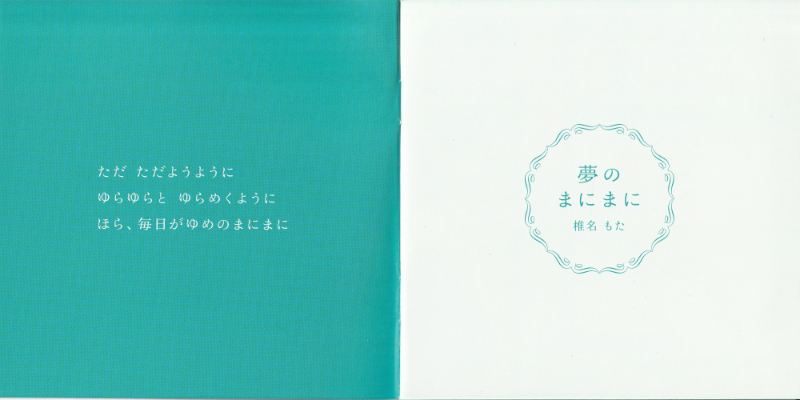 ただ ただようように
ゆらゆらと ゆらめくように
ほら、毎日がゆめのまにまに
夢の
まにまに
椎名 もた